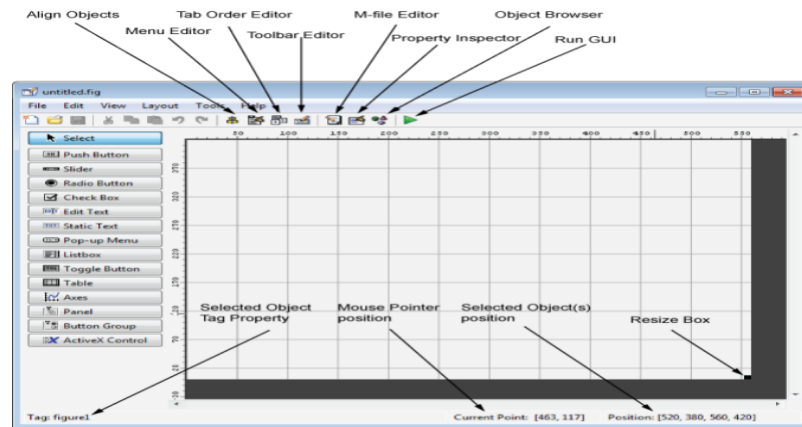 Align Objects
Tab Order Editor
M-file Editor
Object Browser
Menu Editor
Toolbar Editor
Property Inspector
Run GUI
untitled.fig
File Edit View Layout Tools Help
50 100 150 200 250 300 350 400 450 500 550
Select
Push Button
Slider
Radio Button
Check Box
Edit Text
Static Text
Pop-up Menu
Listbox
Toggle Button
Table
Axes
Panel
Button Group
ActiveX Control
Selected Object
Tag Property
Mouse Pointer
position
Selected Object(s)
position
Resize Box
Tag: figure1
Current Point: [463, 117]
Position: [520, 380, 560, 420]